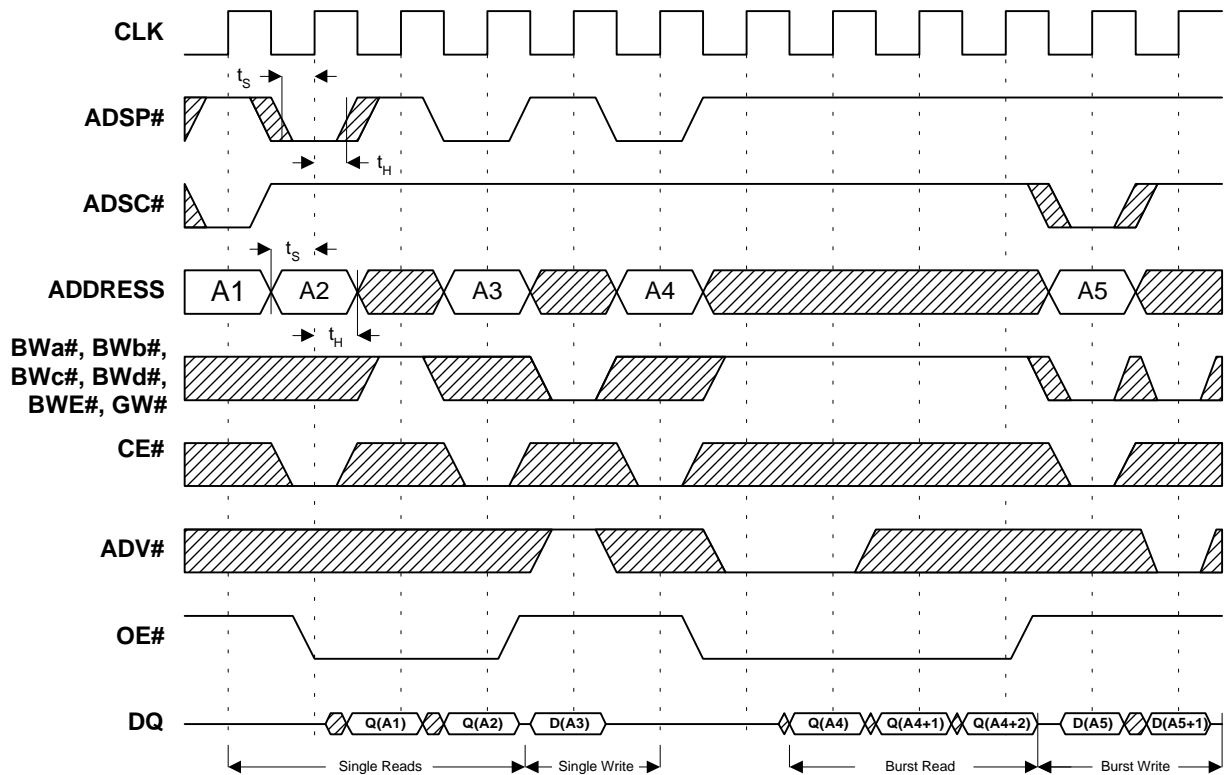 CLK
tS
ADSP#
tH
ADSC#
tS
ADDRESS
A1 A2 A3 A4 A5
tH
BWa#, BWb#,
BWc#, BWd#,
BWE#, GW#
CE#
ADV#
OE#
DQ
Q(A1) Q(A2) D(A3) Q(A4) Q(A4+1) Q(A4+2) D(A5) D(A5+1)
Single Reads Single Write Burst Read Burst Write